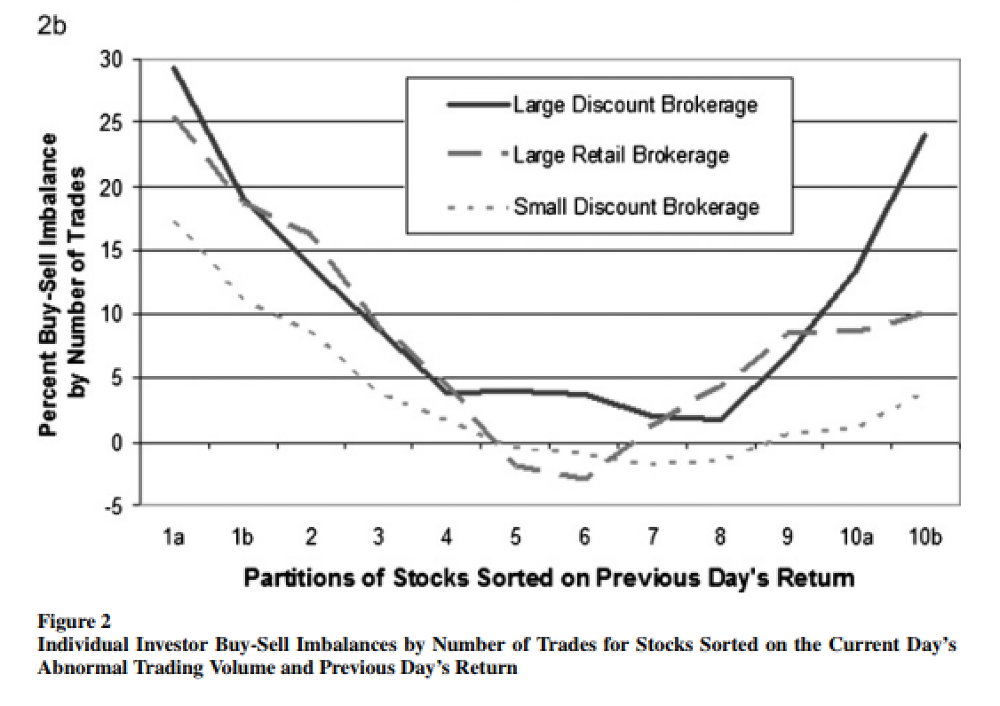 2b
30
25
20
15
10
5
0
-5
Percent Buy-Sell Imbalance
by Number of Trades
Large Discount Brokerage
Large Retail Brokerage
Small Discount Brokerage
1a 1b 2 3 4 5 6 7 8 9 10a 10b
Partitions of Stocks Sorted on Previous Day's Return
Figure 2
Individual Investor Buy-Sell Imbalances by Number of Trades for Stocks Sorted on the Current Day’s
Abnormal Trading Volume and Previous Day’s Return